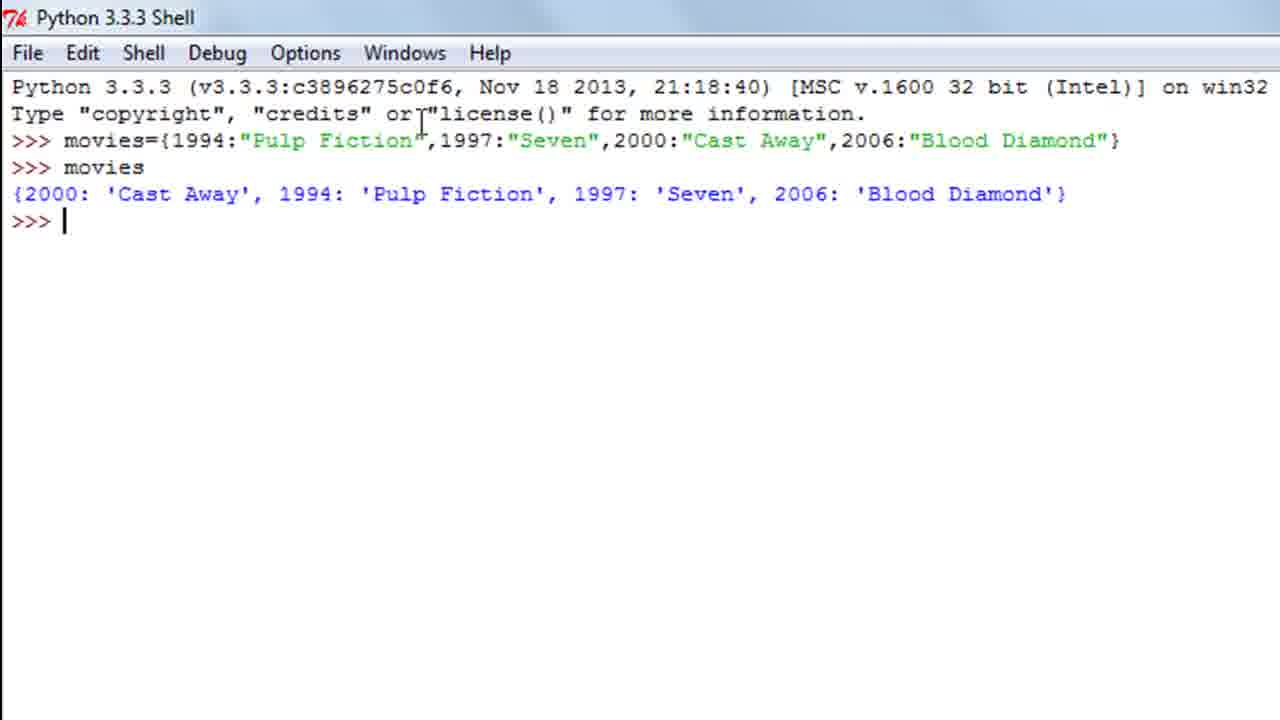 Python 3.3.3 Shell
File Edit Shell Debug Options Windows Help
Python 3.3.3 (v3.3.3:c3896275c0f6, Nov 18 2013, 21:18:40) [MSC v.1600 32 bit (Intel)] on win32
Type "copyright", "credits" or "license()" for more information.
>>> movies={1994:"Pulp Fiction",1997:"Seven",2000:"Cast Away",2006:"Blood Diamond"}
>>> movies
{2000: 'Cast Away', 1994: 'Pulp Fiction', 1997: 'Seven', 2006: 'Blood Diamond'}
>>>